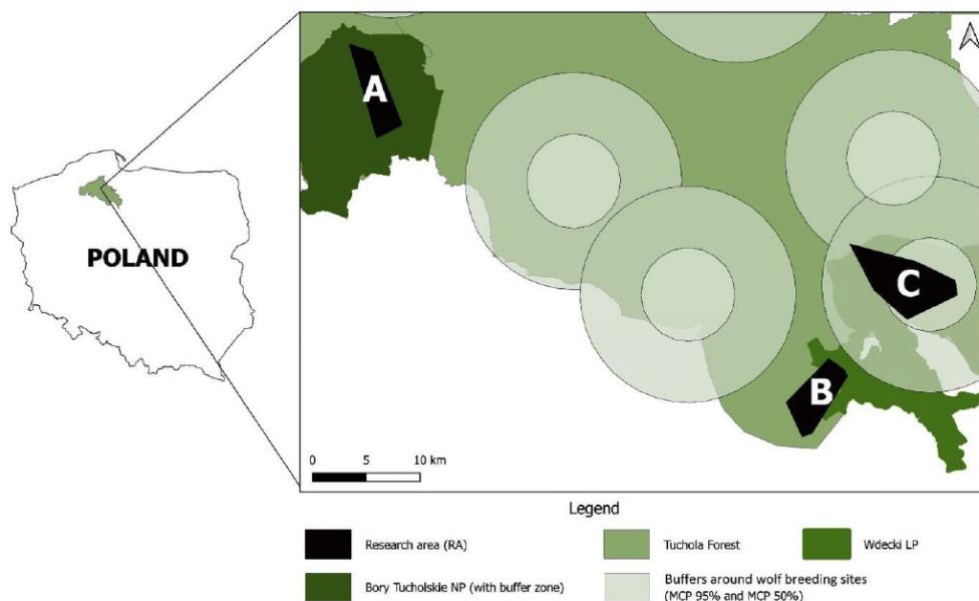 POLAND
A
B
C
0 5 10 km
Legend
Research area (RA)
Tuchola Forest
Wdecki LP
Bory Tucholskie NP (with buffer zone)
Buffers around wolf breeding sites
(MCP 95% and MCP 50%)